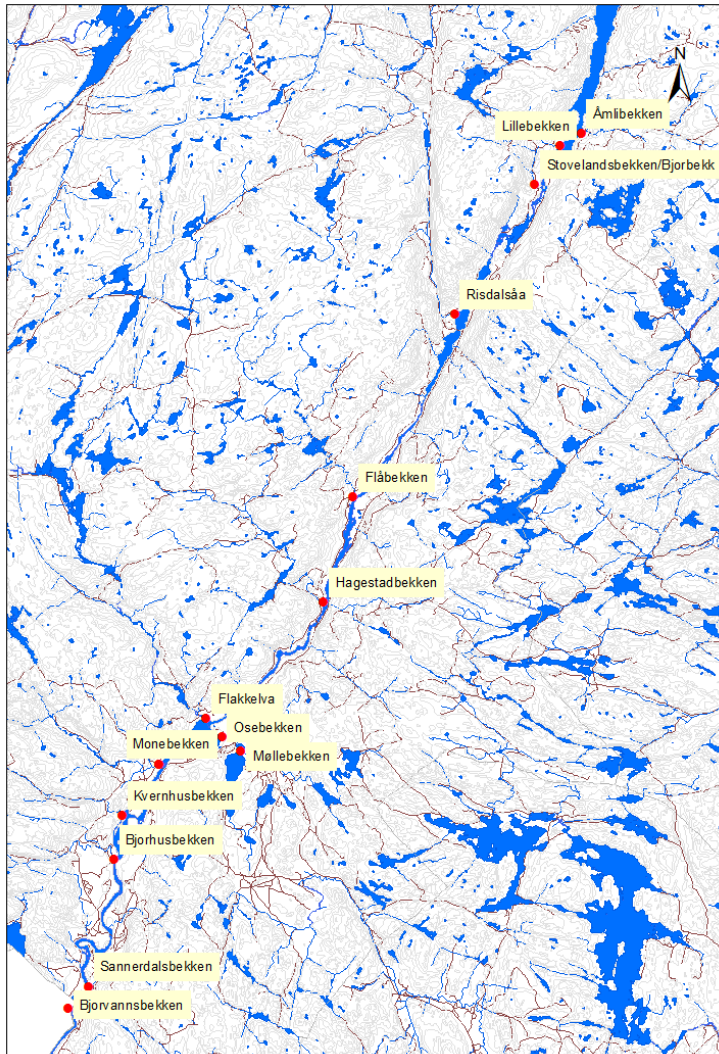 N
Åmlibekken
Lillebekken
Stovelandsbekken/Bjorbekk
Risdalsåa
Flåbekken
Hagestadbekken
Flakkelva
Osebekken
Monebekken
Møllebekken
Kvernhusbekken
Bjorhusbekken
Sannerdalsbekken
Bjorvannsbekken